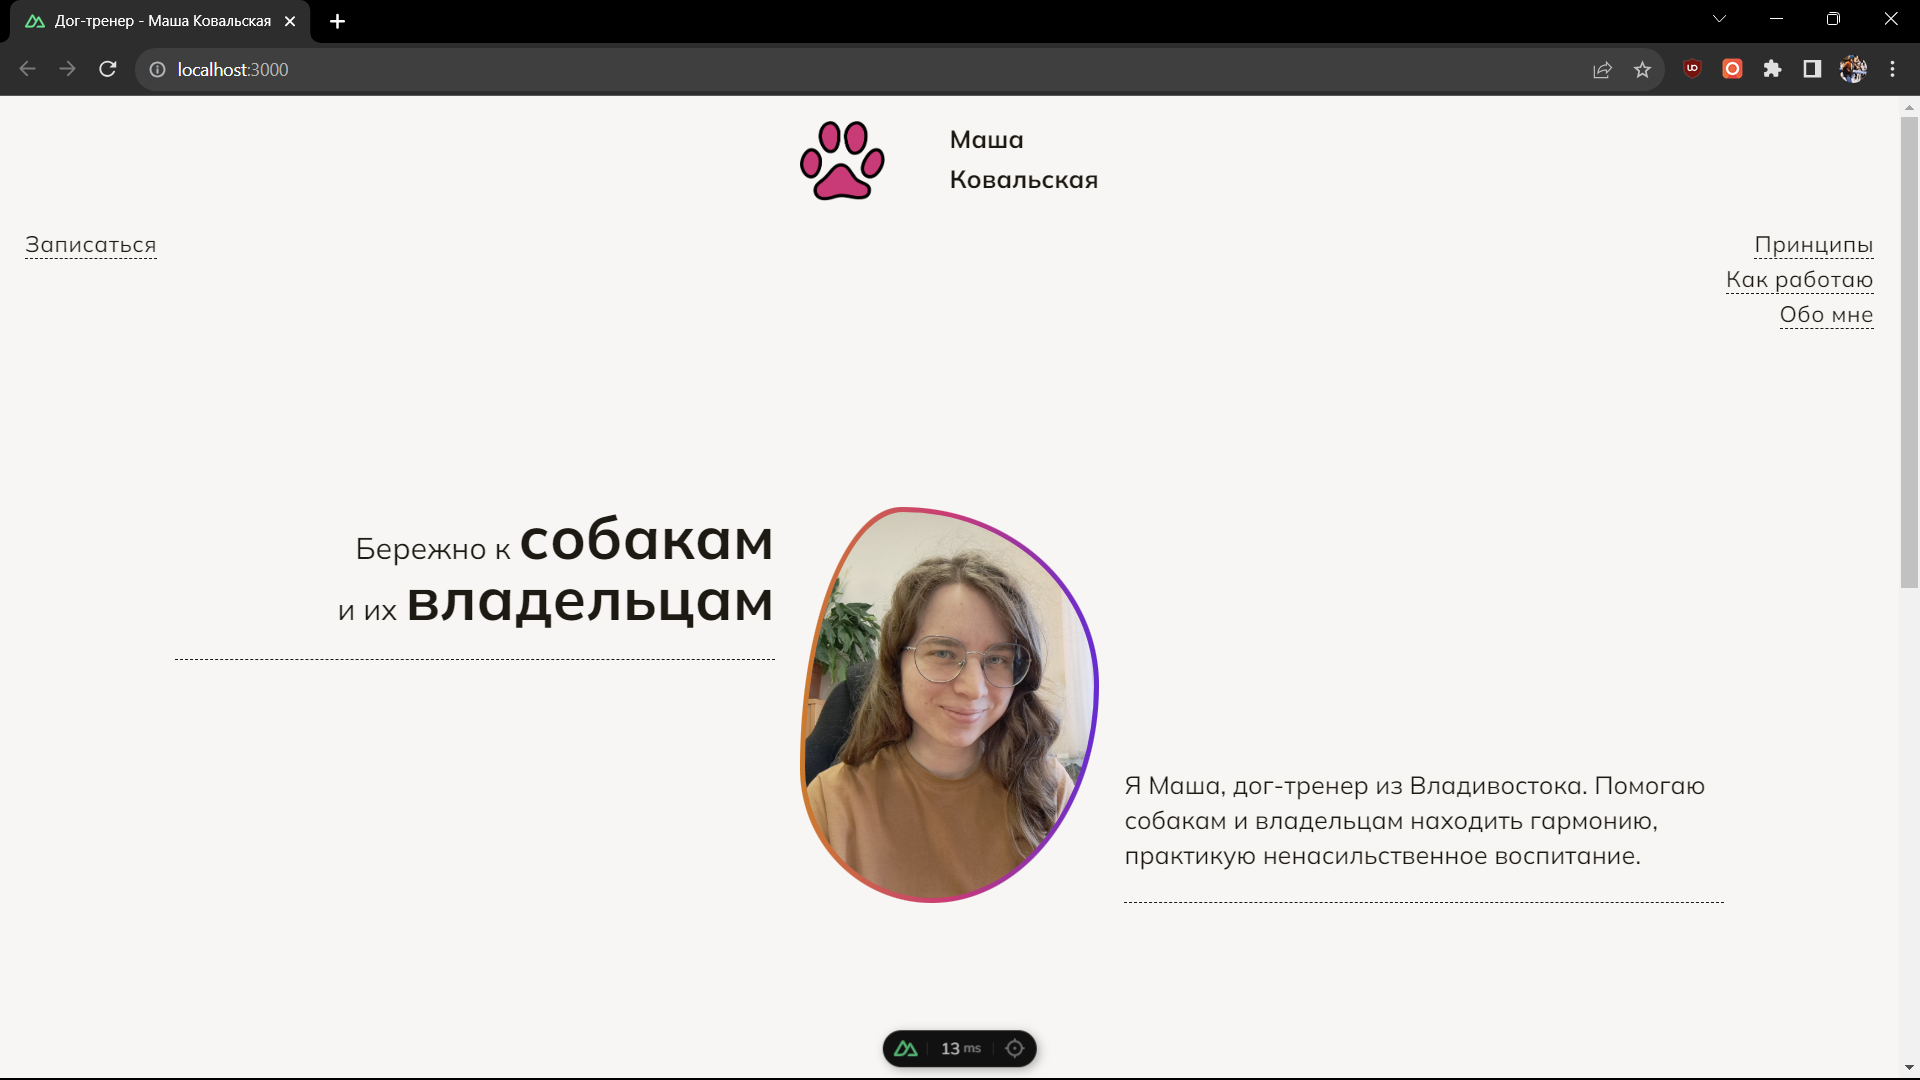 Дог-тренер - Маша Ковальская
localhost:3000
Маша
Ковальская
Записаться
Принципы
Как работаю
Обо мне
Бережно к собакам
и их владельцам
Я Маша, дог-тренер из Владивостока. Помогаю
собакам и владельцам находить гармонию,
практикую ненасильственное воспитание.
13 ms